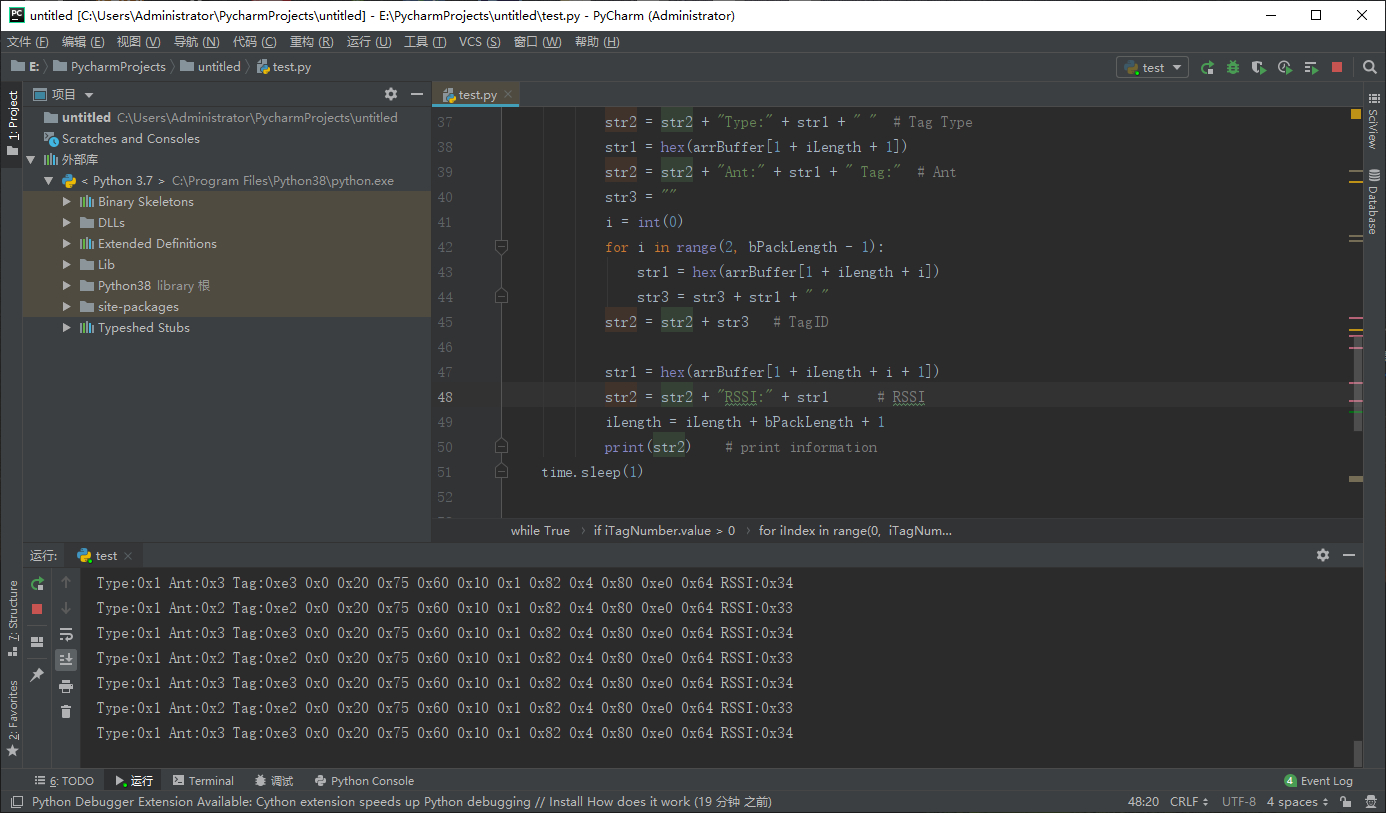 untitled [C:\Users\Administrator\PycharmProjects\untitled] - E:\PycharmProjects\untitled\test.py - PyCharm (Administrator)
文件 (F) 编辑 (E) 视图 (V) 导航 (N) 代码 (C) 重构 (R) 运行 (U) 工具 (T) VCS (S) 窗口 (W) 帮助 (H)
E: PycharmProjects untitled test.py test
1: Project
项目
test.py
untitled C:\Users\Administrator\PycharmProjects\untitled
Scratches and Consoles
外部库
< Python 3.7 > C:\Program Files\Python38\python.exe
Binary Skeletons
DLLs
Extended Definitions
Lib
Python38 library 根
site-packages
Typeshed Stubs
37 str2 = str2 + "Type:" + str1 + " " # Tag Type
38 str1 = hex(arrBuffer[1 + iLength + 1])
39 str2 = str2 + "Ant:" + str1 + " Tag:" # Ant
40 str3 = ""
41 i = int(0)
42 for i in range(2, bPackLength - 1):
43 str1 = hex(arrBuffer[1 + iLength + i])
44 str3 = str3 + str1 + " "
45 str2 = str2 + str3 # TagID
46
47 str1 = hex(arrBuffer[1 + iLength + i + 1])
48 str2 = str2 + "RSSI:" + str1 # RSSI
49 iLength = iLength + bPackLength + 1
50 print(str2) # print information
51 time.sleep(1)
52
while True if iTagNumber.value > 0 for iIndex in range(0, iTagNum...
SciView
Database
运行: test
Type:0x1 Ant:0x3 Tag:0xe3 0x0 0x20 0x75 0x60 0x10 0x1 0x82 0x4 0x80 0xe0 0x64 RSSI:0x34
Type:0x1 Ant:0x2 Tag:0xe2 0x0 0x20 0x75 0x60 0x10 0x1 0x82 0x4 0x80 0xe0 0x64 RSSI:0x33
Type:0x1 Ant:0x3 Tag:0xe3 0x0 0x20 0x75 0x60 0x10 0x1 0x82 0x4 0x80 0xe0 0x64 RSSI:0x34
Type:0x1 Ant:0x2 Tag:0xe2 0x0 0x20 0x75 0x60 0x10 0x1 0x82 0x4 0x80 0xe0 0x64 RSSI:0x33
Type:0x1 Ant:0x3 Tag:0xe3 0x0 0x20 0x75 0x60 0x10 0x1 0x82 0x4 0x80 0xe0 0x64 RSSI:0x34
Type:0x1 Ant:0x2 Tag:0xe2 0x0 0x20 0x75 0x60 0x10 0x1 0x82 0x4 0x80 0xe0 0x64 RSSI:0x33
Type:0x1 Ant:0x3 Tag:0xe3 0x0 0x20 0x75 0x60 0x10 0x1 0x82 0x4 0x80 0xe0 0x64 RSSI:0x34
7: Structure
2: Favorites
6: TODO 运行 Terminal 调试 Python Console 4 Event Log
Python Debugger Extension Available: Cython extension speeds up Python debugging // Install How does it work (19 分钟 之前) 48:20 CRLF UTF-8 4 spaces